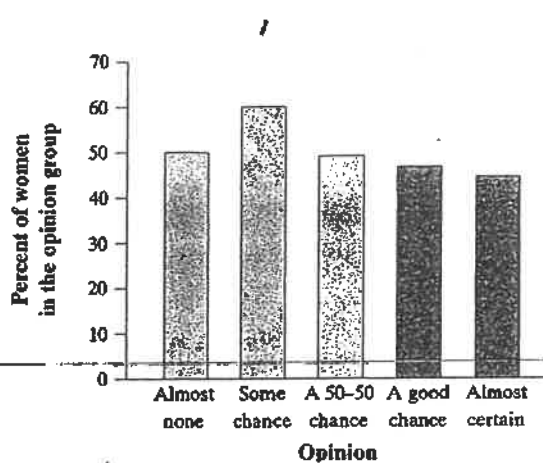 70
60
50
40
30
20
10
0
Percent of women
in the opinion group
Almost none
Some chance
A 50–50 chance
A good chance
Almost certain
Opinion